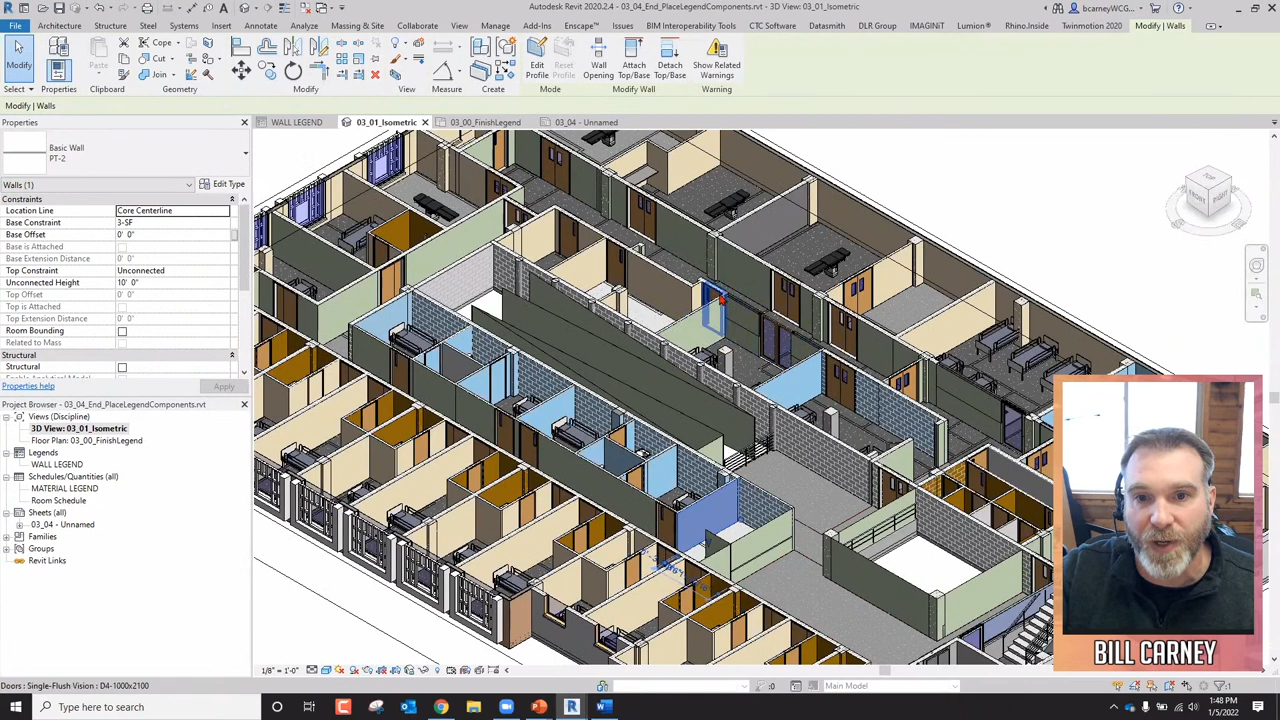 Autodesk Revit 2020.2.4 - 03_04_End_PlaceLegendComponents.rvt - 3D View: 03_01_Isometric
bcarneyWCG...
File Architecture Structure Steel Systems Insert Annotate Analyze Massing & Site Collaborate View Manage Add-Ins Enscape™ Issues BIM Interoperability Tools CTC Software Datasmith DLR Group IMAGINiT Lumion® Rhino.Inside Twinmotion 2020 Modify | Walls
Modify
Paste
Cope
Cut
Join
Edit Profile
Reset Profile
Wall Opening
Attach Top/Base
Detach Top/Base
Show Related Warnings
Select Properties Clipboard Geometry Modify View Measure Create Mode Modify Wall Warning
Modify | Walls
Properties
WALL LEGEND 03_01_Isometric 03_00_FinishLegend 03_04 - Unnamed
Basic Wall
PT-2
Walls (1) Edit Type
Constraints
Location Line Core Centerline
Base Constraint 3-SF
Base Offset 0' 0"
Base is Attached
Base Extension Distance 0' 0"
Top Constraint Unconnected
Unconnected Height 10' 0"
Top Offset 0' 0"
Top is Attached
Top Extension Distance 0' 0"
Room Bounding
Related to Mass
Structural
Structural
Properties help Apply
Project Browser - 03_04_End_PlaceLegendComponents.rvt
Views (Discipline)
3D View: 03_01_Isometric
Floor Plan: 03_00_FinishLegend
Legends
WALL LEGEND
Schedules/Quantities (all)
MATERIAL LEGEND
Room Schedule
Sheets (all)
03_04 - Unnamed
Families
Groups
Revit Links
TOP
FRONT
RIGHT
BILL CARNEY
1/8" = 1'-0"
Doors : Single-Flush Vision : D4-1000x2100
:0
Main Model
:1
Type here to search
1:48 PM
1/5/2022